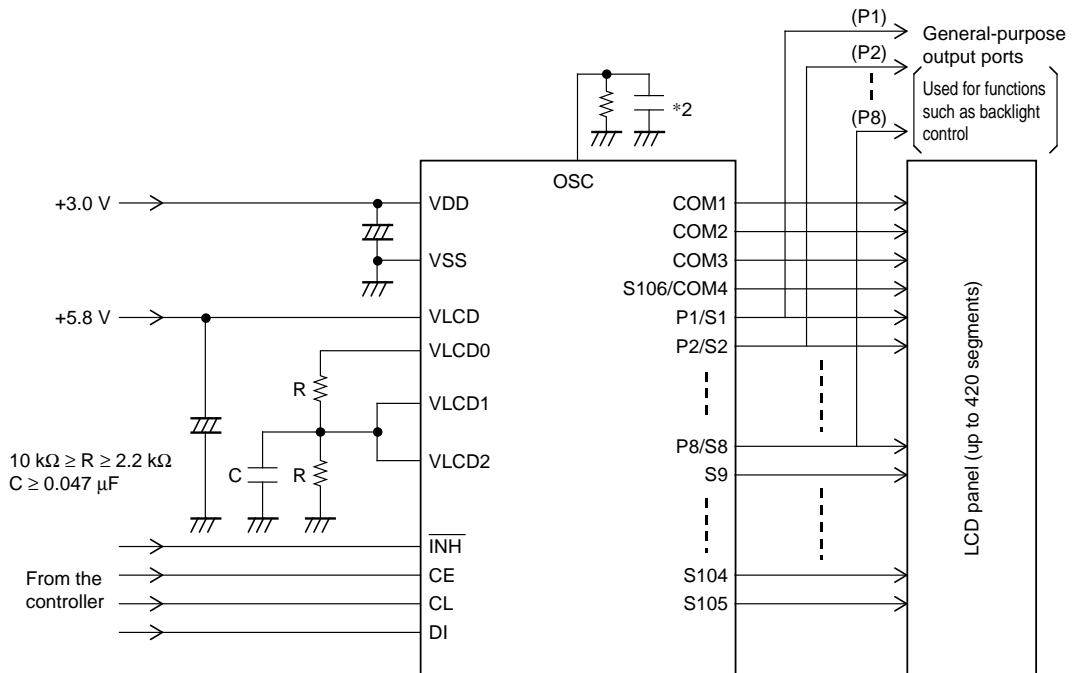 (P1)
General-purpose
output ports
(P2)
Used for functions
such as backlight
control
(P8)
*2
OSC
+3.0 V
VDD
VSS
+5.8 V
VLCD
VLCD0
R
VLCD1
VLCD2
C
R
10 kΩ ≥ R ≥ 2.2 kΩ
C ≥ 0.047 μF
INH
From the
controller
CE
CL
DI
COM1
COM2
COM3
S106/COM4
P1/S1
P2/S2
P8/S8
S9
S104
S105
LCD panel (up to 420 segments)